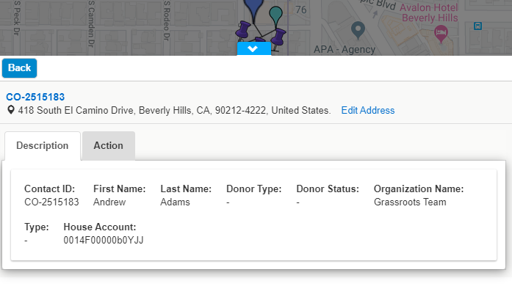 S Peck Dr
S Camden Dr
S Rodeo Dr
76
Avalon Hotel
Beverly Hills
APA - Agency
Back
CO-2515183
418 South El Camino Drive, Beverly Hills, CA, 90212-4222, United States. Edit Address
Description Action
Contact ID: First Name: Last Name: Donor Type: Donor Status: Organization Name:
CO-2515183 Andrew Adams - - Grassroots Team
Type: House Account:
- 0014F00000b0YJJ